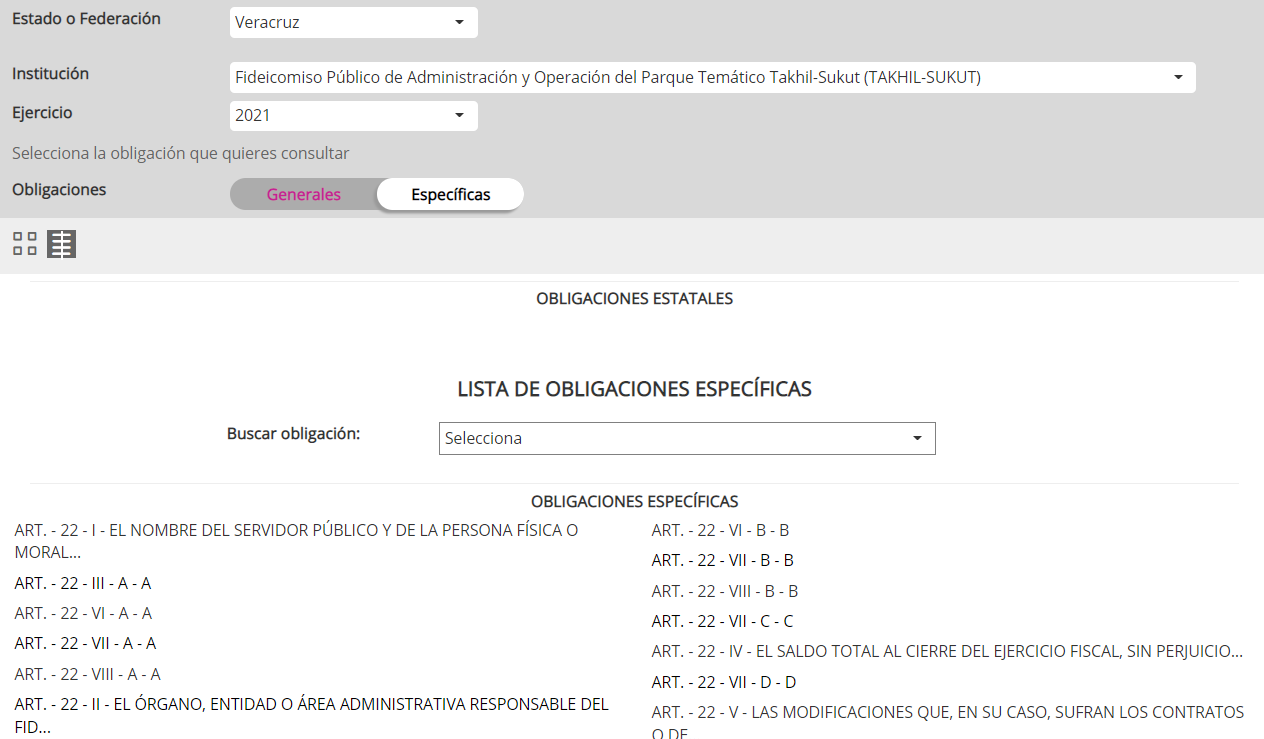 Estado o Federación
Veracruz
Institución
Fideicomiso Público de Administración y Operación del Parque Temático Takhil-Sukut (TAKHIL-SUKUT)
Ejercicio
2021
Selecciona la obligación que quieres consultar
Obligaciones
Generales
Específicas
OBLIGACIONES ESTATALES
LISTA DE OBLIGACIONES ESPECÍFICAS
Buscar obligación:
Selecciona
OBLIGACIONES ESPECÍFICAS
ART. - 22 - I - EL NOMBRE DEL SERVIDOR PÚBLICO Y DE LA PERSONA FÍSICA O
MORAL...
ART. - 22 - III - A - A
ART. - 22 - VI - A - A
ART. - 22 - VII - A - A
ART. - 22 - VIII - A - A
ART. - 22 - II - EL ÓRGANO, ENTIDAD O ÁREA ADMINISTRATIVA RESPONSABLE DEL
FID...
ART. - 22 - VI - B - B
ART. - 22 - VII - B - B
ART. - 22 - VIII - B - B
ART. - 22 - VII - C - C
ART. - 22 - IV - EL SALDO TOTAL AL CIERRE DEL EJERCICIO FISCAL, SIN PERJUICIO...
ART. - 22 - VII - D - D
ART. - 22 - V - LAS MODIFICACIONES QUE, EN SU CASO, SUFRAN LOS CONTRATOS
O DE